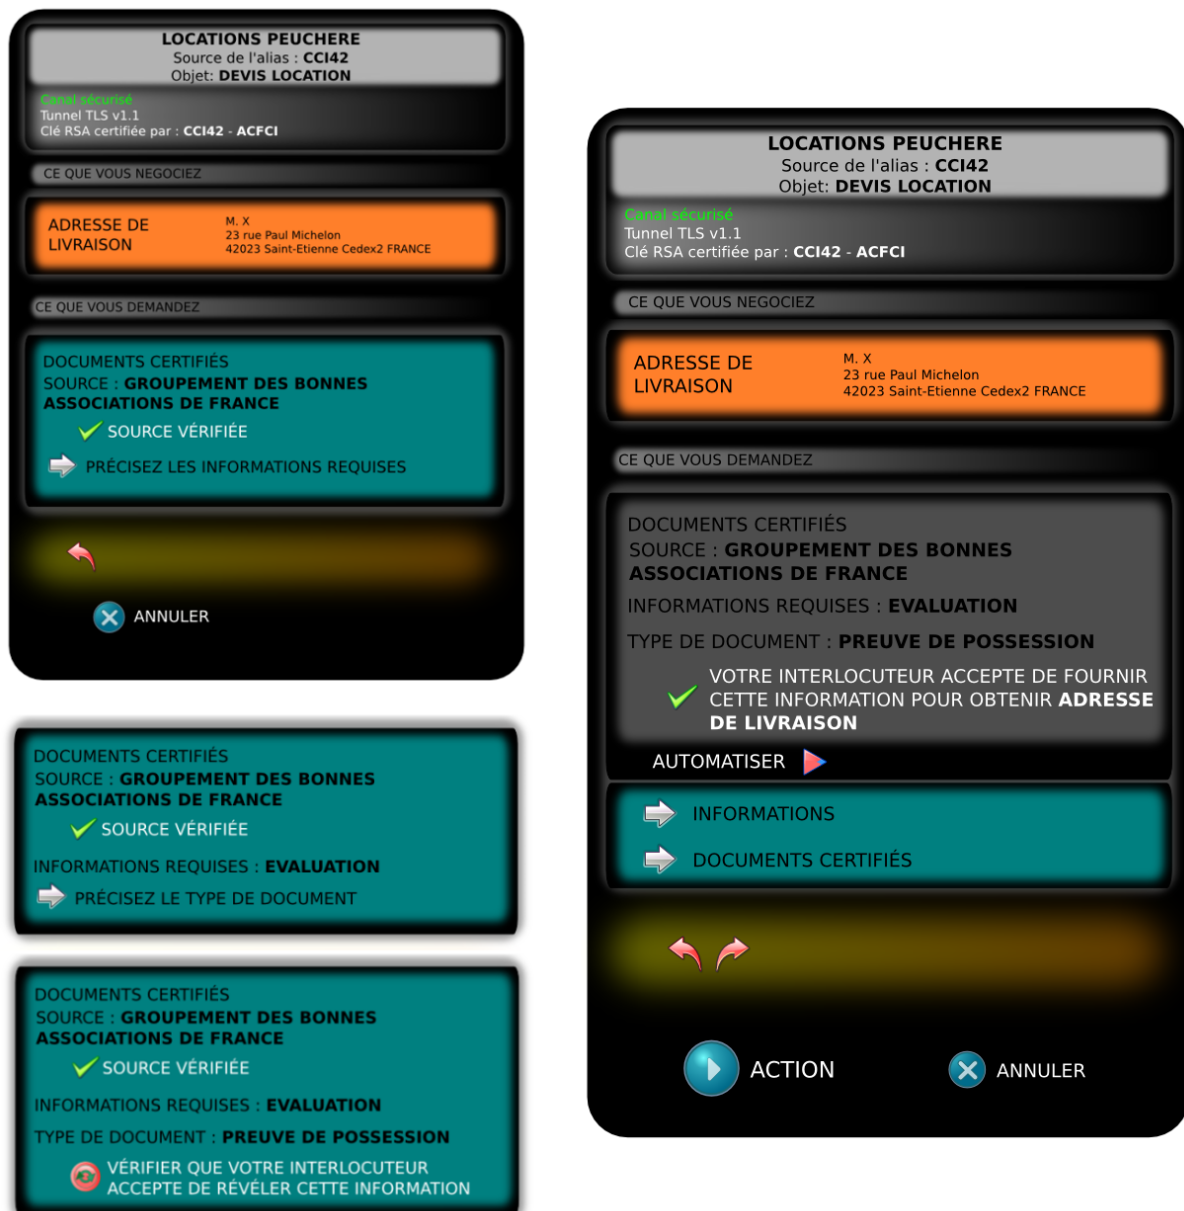 LOCATIONS PEUCHERE
Source de l'alias : CCI42
Objet: DEVIS LOCATION
Canal sécurisé
Tunnel TLS v1.1
Clé RSA certifiée par : CCI42 - ACFCI
CE QUE VOUS NEGOCIEZ
ADRESSE DE
LIVRAISON
M. X
23 rue Paul Michelon
42023 Saint-Etienne Cedex2 FRANCE
CE QUE VOUS DEMANDEZ
DOCUMENTS CERTIFIÉS
SOURCE : GROUPEMENT DES BONNES
ASSOCIATIONS DE FRANCE
SOURCE VÉRIFIÉE
PRÉCISEZ LES INFORMATIONS REQUISES
ANNULER
DOCUMENTS CERTIFIÉS
SOURCE : GROUPEMENT DES BONNES
ASSOCIATIONS DE FRANCE
SOURCE VÉRIFIÉE
INFORMATIONS REQUISES : EVALUATION
PRÉCISEZ LE TYPE DE DOCUMENT
DOCUMENTS CERTIFIÉS
SOURCE : GROUPEMENT DES BONNES
ASSOCIATIONS DE FRANCE
SOURCE VÉRIFIÉE
INFORMATIONS REQUISES : EVALUATION
TYPE DE DOCUMENT : PREUVE DE POSSESSION
VÉRIFIER QUE VOTRE INTERLOCUTEUR
ACCEPTE DE RÉVÉLER CETTE INFORMATION
LOCATIONS PEUCHERE
Source de l'alias : CCI42
Objet: DEVIS LOCATION
Canal sécurisé
Tunnel TLS v1.1
Clé RSA certifiée par : CCI42 - ACFCI
CE QUE VOUS NEGOCIEZ
ADRESSE DE
LIVRAISON
M. X
23 rue Paul Michelon
42023 Saint-Etienne Cedex2 FRANCE
CE QUE VOUS DEMANDEZ
DOCUMENTS CERTIFIÉS
SOURCE : GROUPEMENT DES BONNES
ASSOCIATIONS DE FRANCE
INFORMATIONS REQUISES : EVALUATION
TYPE DE DOCUMENT : PREUVE DE POSSESSION
VOTRE INTERLOCUTEUR ACCEPTE DE FOURNIR
CETTE INFORMATION POUR OBTENIR ADRESSE
DE LIVRAISON
AUTOMATISER
INFORMATIONS
DOCUMENTS CERTIFIÉS
ACTION
ANNULER